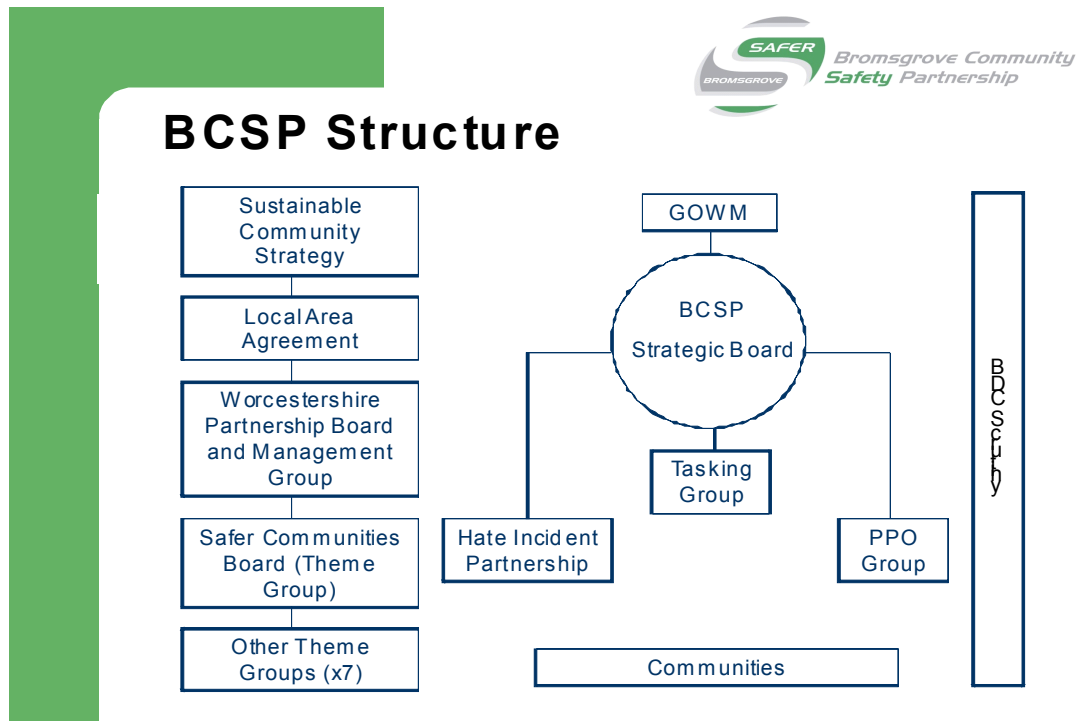 SAFER
BROMSGROVE
Bromsgrove Community
Safety Partnership
BCSP Structure
Sustainable
Community
Strategy
Local Area
Agreement
Worcestershire
Partnership Board
and Management
Group
Safer Communities
Board (Theme
Group)
Other Theme
Groups (x7)
GOWM
BCSP
Strategic Board
Tasking
Group
Hate Incident
Partnership
PPO
Group
Communities
BDC Scrutiny